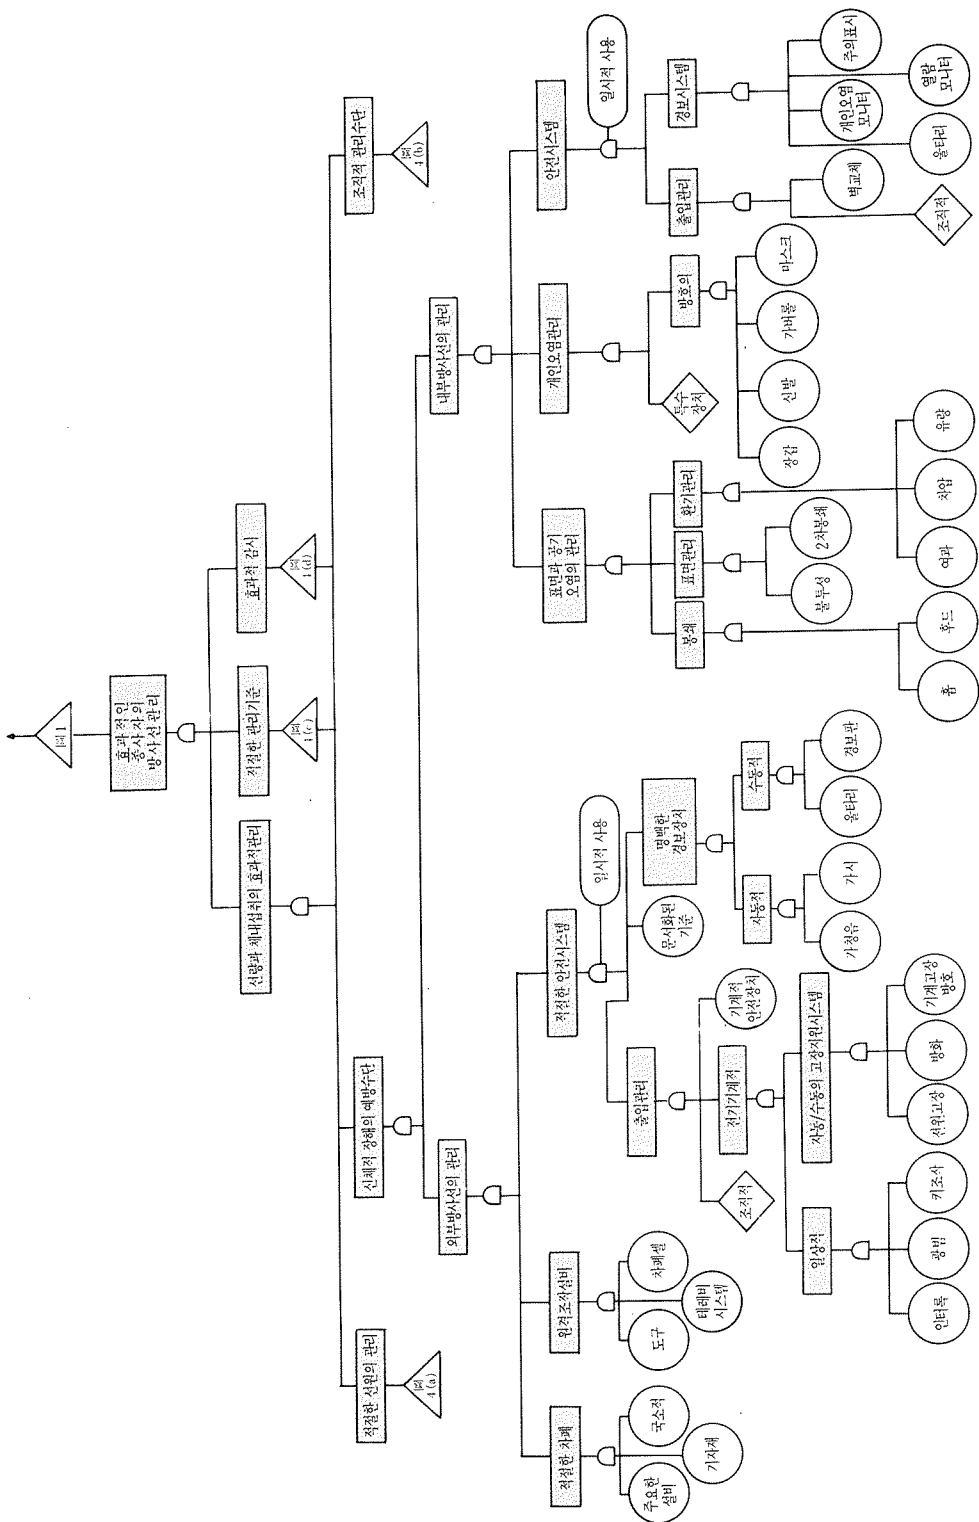 圖1
효과적인
종사자의
방사선관리
선량과 체내섭취의 효과적관리
적절한 관리기준
圖
4(c)
효과적 감시
圖
4(d)
적절한 선원의 관리
圖
4(a)
신체적 장해의 예방수단
조직적 관리수단
圖
4(b)
외부방사선의 관리
내부방사선의 관리
적절한 차폐
주요한
설비
기자재
국소적
원격조작설비
도구
테레비
시스템
차폐셀
적절한 안전시스템
일시적 사용
출입관리
조직적
전기기계적
기계적
안전장치
문서화된
기준
명백한
경보장치
일상적
인터록
광범
키조사
자동/수동의 고장지원시스템
전원고장
방화
기계고장
방호
자동적
가청음
가시
수동적
울타리
경보판
표면과 공기
오염의 관리
봉쇄
흡
후드
표면관리
불투성
2차봉쇄
환기관리
여과
차압
유량
개인오염관리
특수
장치
방호의
장갑
신발
가버롤
마스크
안전시스템
일시적 사용
출입관리
조직적
벽교체
경보시스템
울타리
개인오염
모니터
열람
모니터
주의표시